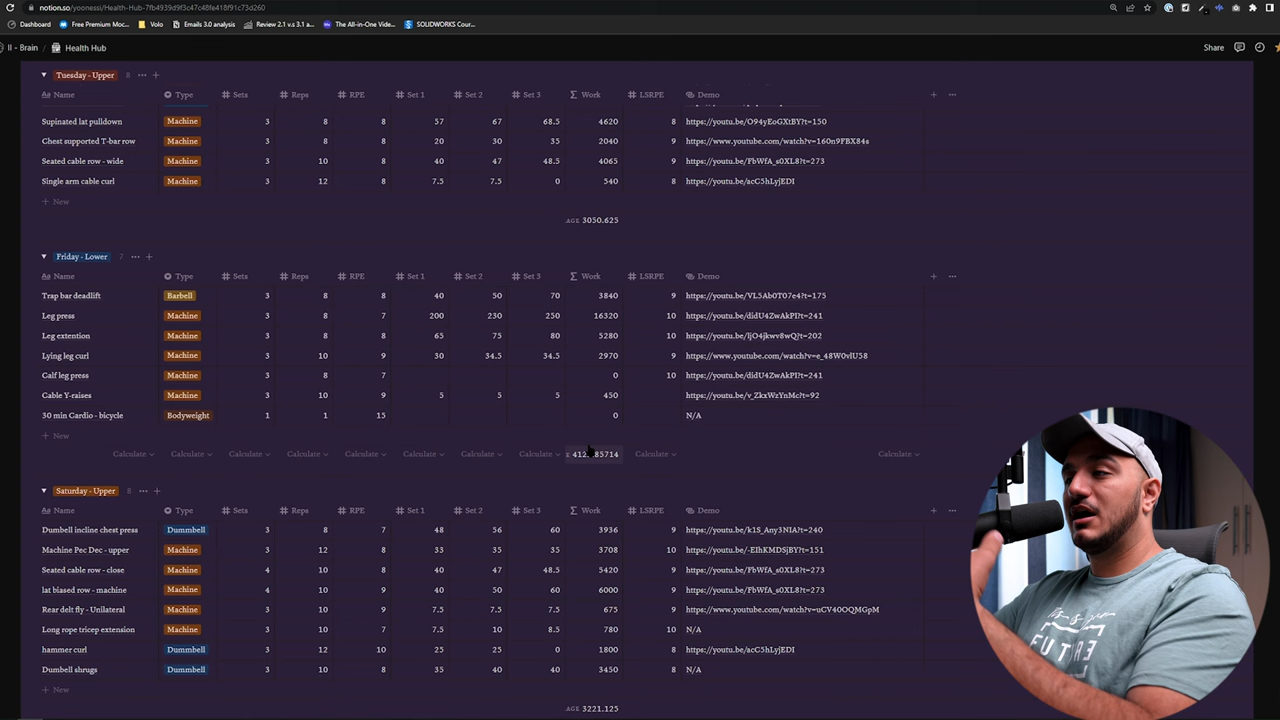 notion.so/yoonessi/Health-Hub-7fb4939d9f3c47c48fe418f91c73d260
Dashboard Free Premium Moc... Volo Emails 3.0 analysis Review 2.1 v.s 3.1 a... The All-in-One Vide... SOLIDWORKS Cour...
II - Brain / Health Hub Share
Tuesday - Upper 8
Name Type Sets Reps RPE Set 1 Set 2 Set 3 Work LSRPE Demo
Supinated lat pulldown Machine 3 8 8 57 67 68.5 4620 8 https://youtu.be/O94yEoGXtBY?t=150
Chest supported T-bar row Machine 3 8 8 20 30 35 2040 9 https://www.youtube.com/watch?v=160n9FBX84s
Seated cable row - wide Machine 3 10 8 40 47 48.5 4065 9 https://youtu.be/FbWfA_s0XL8?t=273
Single arm cable curl Machine 3 12 8 7.5 7.5 0 540 8 https://youtu.be/acG5hLyjEDI
New
AGE 3050.625
Friday - Lower 7
Name Type Sets Reps RPE Set 1 Set 2 Set 3 Work LSRPE Demo
Trap bar deadlift Barbell 3 8 8 40 50 70 3840 9 https://youtu.be/VL5Ab0T07e4?t=175
Leg press Machine 3 8 7 200 230 250 16320 10 https://youtu.be/didU4ZwAkPI?t=241
Leg extention Machine 3 8 8 65 75 80 5280 10 https://youtu.be/ljO4jkwv8wQ?t=202
Lying leg curl Machine 3 10 9 30 34.5 34.5 2970 9 https://www.youtube.com/watch?v=e_48W0vlU58
Calf leg press Machine 3 8 7 0 10 https://youtu.be/didU4ZwAkPI?t=241
Cable Y-raises Machine 3 10 9 5 5 5 450 https://youtu.be/v_ZkxWzYnMc?t=92
30 min Cardio - bicycle Bodyweight 1 1 15 0 N/A
New
Calculate Calculate Calculate Calculate Calculate Calculate Calculate Calculate Calculate Calculate
Saturday - Upper 8
Name Type Sets Reps RPE Set 1 Set 2 Set 3 Work LSRPE Demo
Dumbell incline chest press Dummbell 3 8 7 48 56 60 3936 9 https://youtu.be/k1S_Any3NIA?t=240
Machine Pec Dec - upper Machine 3 12 8 33 35 35 3708 10 https://youtu.be/-EIhKMDSjBY?t=151
Seated cable row - close Machine 4 10 8 40 47 48.5 5420 9 https://youtu.be/FbWfA_s0XL8?t=273
lat biased row - machine Machine 4 10 9 40 50 60 6000 9 https://youtu.be/FbWfA_s0XL8?t=273
Rear delt fly - Unilateral Machine 3 10 9 7.5 7.5 7.5 675 9 https://www.youtube.com/watch?v=uCV40OQMGpM
Long rope tricep extension Machine 3 10 7 7.5 10 8.5 780 10 N/A
hammer curl Dummbell 3 12 10 25 25 0 1800 8 https://youtu.be/acG5hLyjEDI
Dumbell shrugs Dummbell 3 10 8 35 40 40 3450 8 N/A
New
AGE 3221.125
FUTURE